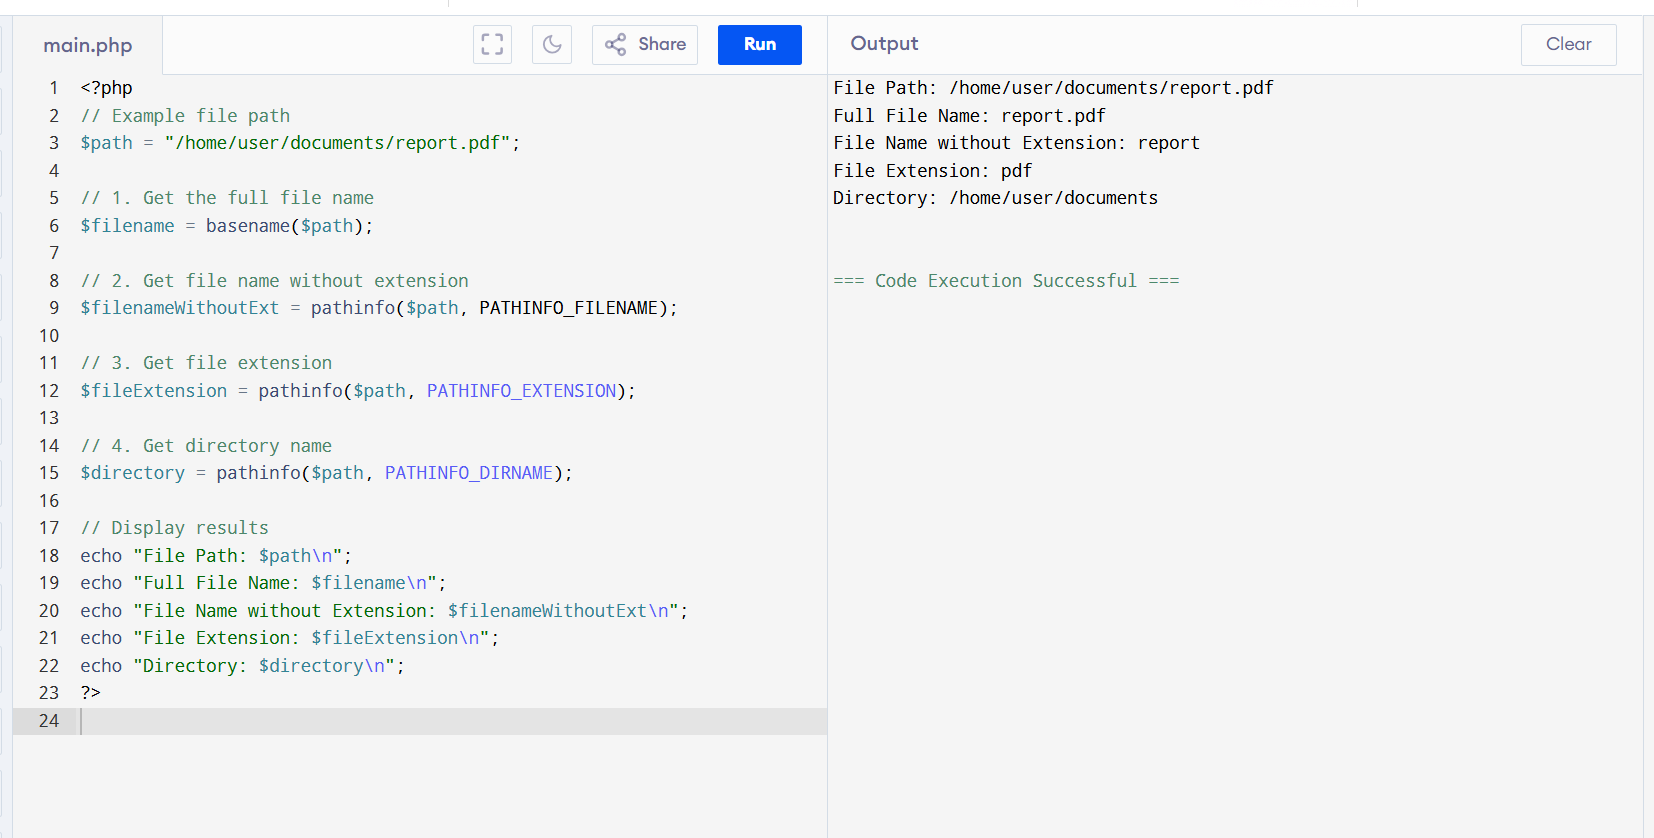 main.php
Share
Run
Output
Clear
1 <?php
2 // Example file path
3 $path = "/home/user/documents/report.pdf";
4
5 // 1. Get the full file name
6 $filename = basename($path);
7
8 // 2. Get file name without extension
9 $filenameWithoutExt = pathinfo($path, PATHINFO_FILENAME);
10
11 // 3. Get file extension
12 $fileExtension = pathinfo($path, PATHINFO_EXTENSION);
13
14 // 4. Get directory name
15 $directory = pathinfo($path, PATHINFO_DIRNAME);
16
17 // Display results
18 echo "File Path: $path\n";
19 echo "Full File Name: $filename\n";
20 echo "File Name without Extension: $filenameWithoutExt\n";
21 echo "File Extension: $fileExtension\n";
22 echo "Directory: $directory\n";
23 ?>
24
File Path: /home/user/documents/report.pdf
Full File Name: report.pdf
File Name without Extension: report
File Extension: pdf
Directory: /home/user/documents
=== Code Execution Successful ===